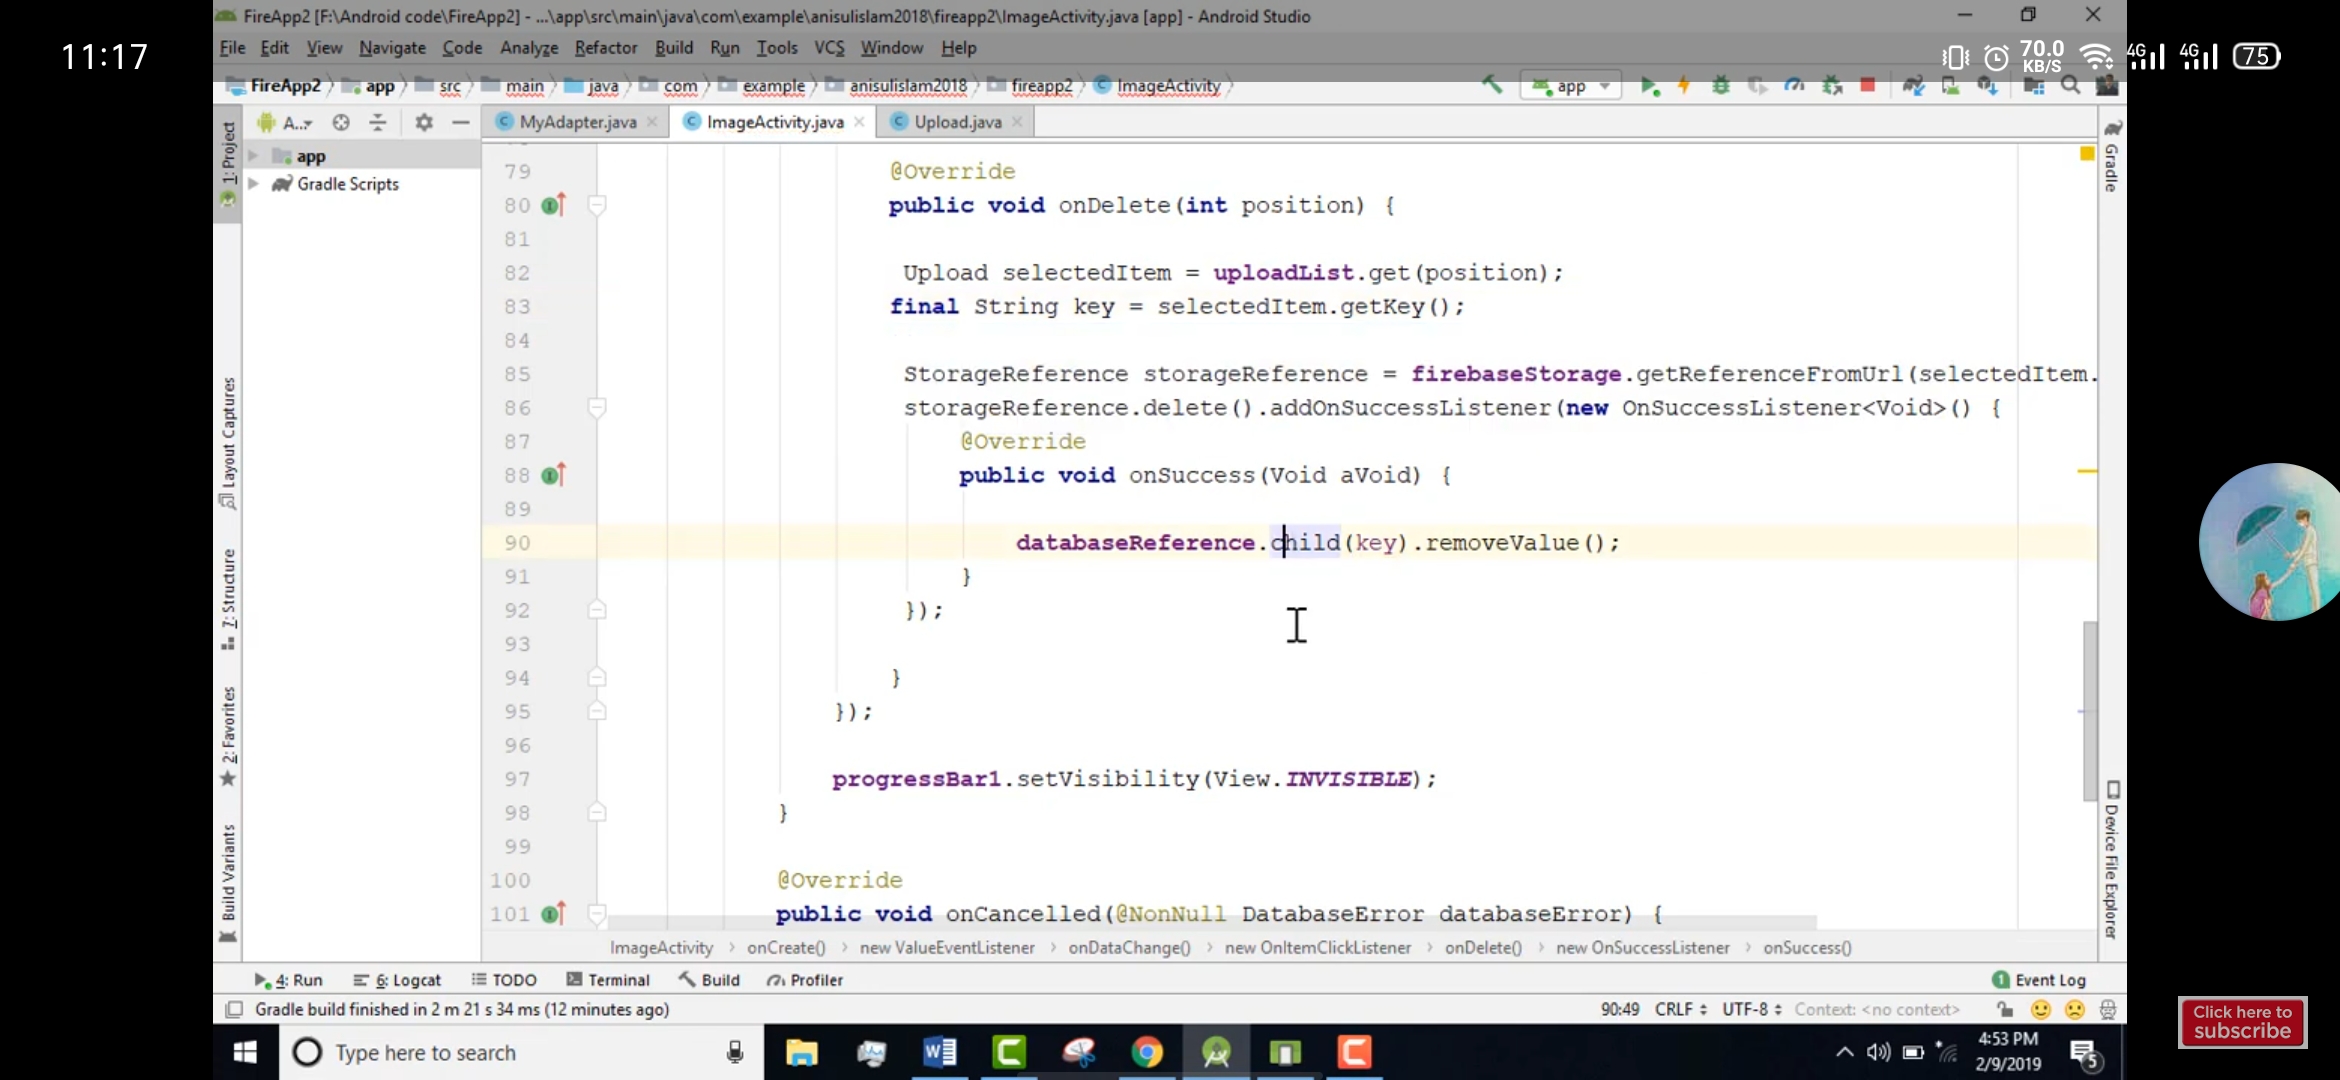 FireApp2 [F:\Android code\FireApp2] - ...\app\src\main\java\com\example\anisulislam2018\fireapp2\ImageActivity.java [app] - Android Studio
11:17
File Edit View Navigate Code Analyze Refactor Build Run Tools VCS Window Help
70.0 KB/S 4G 4G 75
FireApp2 app src main java com example anisulislam2018 fireapp2 ImageActivity
app
A...
MyAdapter.java ImageActivity.java Upload.java
1: Project
app
Gradle Scripts
Layout Captures
7: Structure
2: Favorites
Build Variants
Gradle
Device File Explorer
79 @Override
80 public void onDelete(int position) {
81
82 Upload selectedItem = uploadList.get(position);
83 final String key = selectedItem.getKey();
84
85 StorageReference storageReference = firebaseStorage.getReferenceFromUrl(selectedItem.
86 storageReference.delete().addOnSuccessListener(new OnSuccessListener<Void>() {
87 @Override
88 public void onSuccess(Void aVoid) {
89
90 databaseReference.child(key).removeValue();
91 }
92 });
93
94 }
95 });
96
97 progressBar1.setVisibility(View.INVISIBLE);
98 }
99
100 @Override
101 public void onCancelled(@NonNull DatabaseError databaseError) {
ImageActivity › onCreate() › new ValueEventListener › onDataChange() › new OnItemClickListener › onDelete() › new OnSuccessListener › onSuccess()
4: Run 6: Logcat TODO Terminal Build Profiler 1 Event Log
Gradle build finished in 2 m 21 s 34 ms (12 minutes ago) 90:49 CRLF UTF-8 Context: <no context>
Click here to
subscribe
Type here to search
4:53 PM
2/9/2019
5